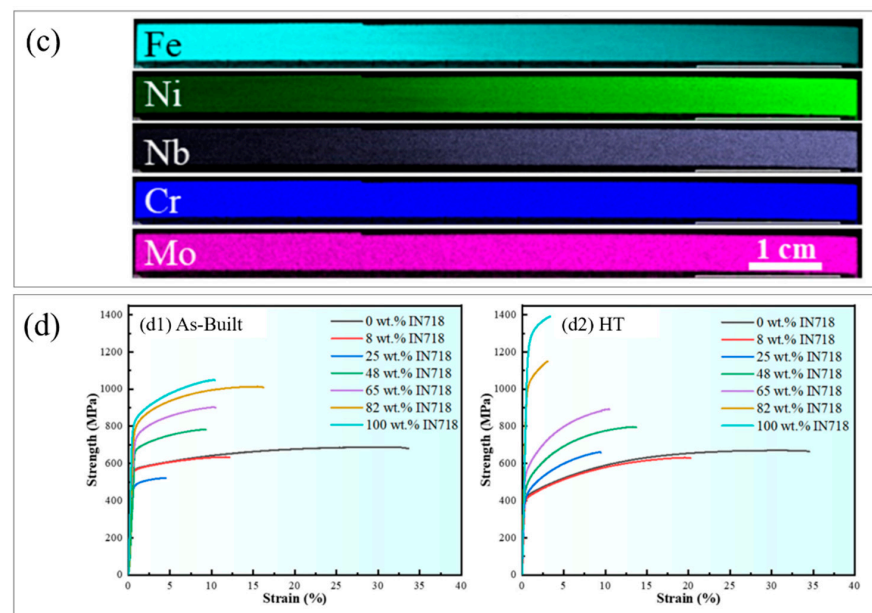 (c)
Fe
Ni
Nb
Cr
Mo
1 cm
(d)
(d1) As-Built
0 wt.% IN718
8 wt.% IN718
25 wt.% IN718
48 wt.% IN718
65 wt.% IN718
82 wt.% IN718
100 wt.% IN718
1400
1200
1000
800
600
400
200
0
Strength (MPa)
0 5 10 15 20 25 30 35 40
Strain (%)
(d2) HT
0 wt.% IN718
8 wt.% IN718
25 wt.% IN718
48 wt.% IN718
65 wt.% IN718
82 wt.% IN718
100 wt.% IN718
1400
1200
1000
800
600
400
200
0
Strength (MPa)
0 5 10 15 20 25 30 35 40
Strain (%)